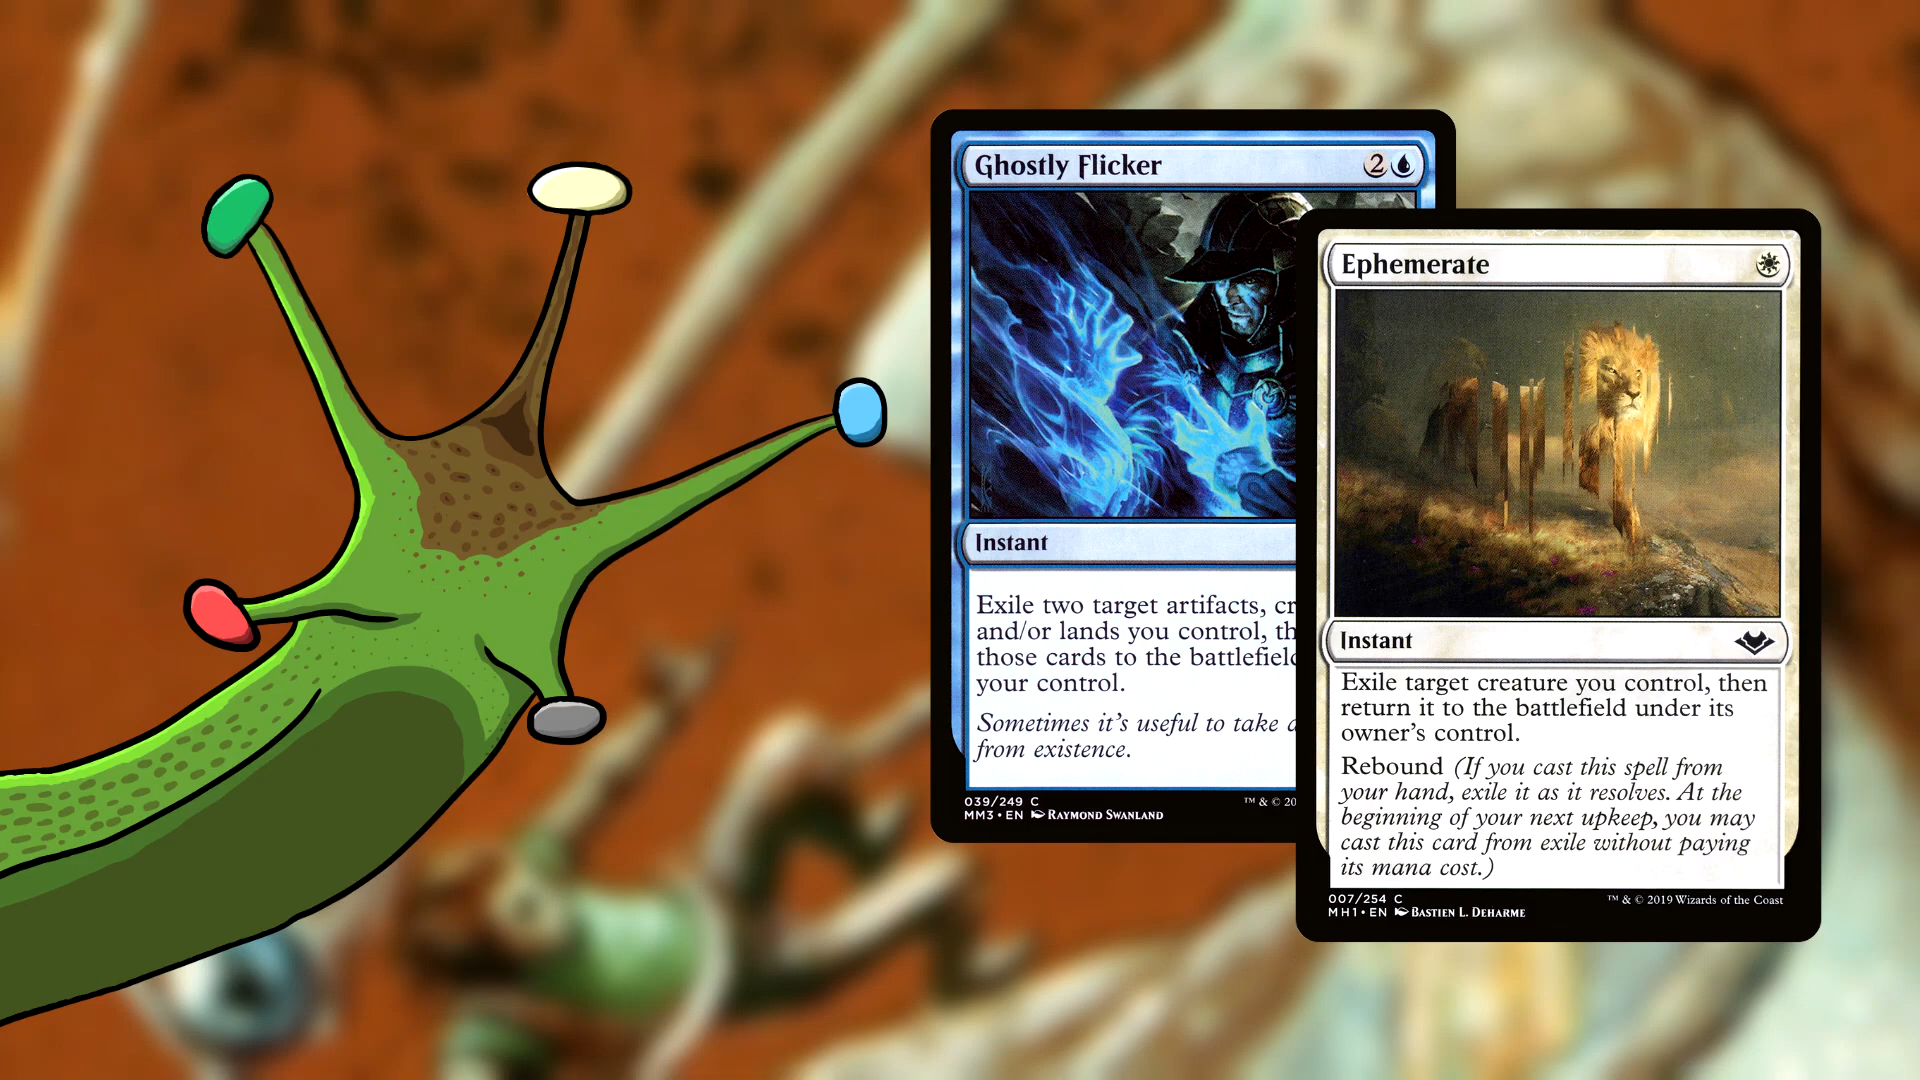 Ghostly Flicker
2
Instant
Exile two target artifacts, cr
and/or lands you control, th
those cards to the battlefield
your control.
Sometimes it's useful to take a
from existence.
039/249 C
MM3 • EN Raymond Swanland
™ & © 20
Ephemerate
Instant
Exile target creature you control, then
return it to the battlefield under its
owner's control.
Rebound (If you cast this spell from
your hand, exile it as it resolves. At the
beginning of your next upkeep, you may
cast this card from exile without paying
its mana cost.)
007/254 C
MH1 • EN Bastien L. Deharme
™ & © 2019 Wizards of the Coast